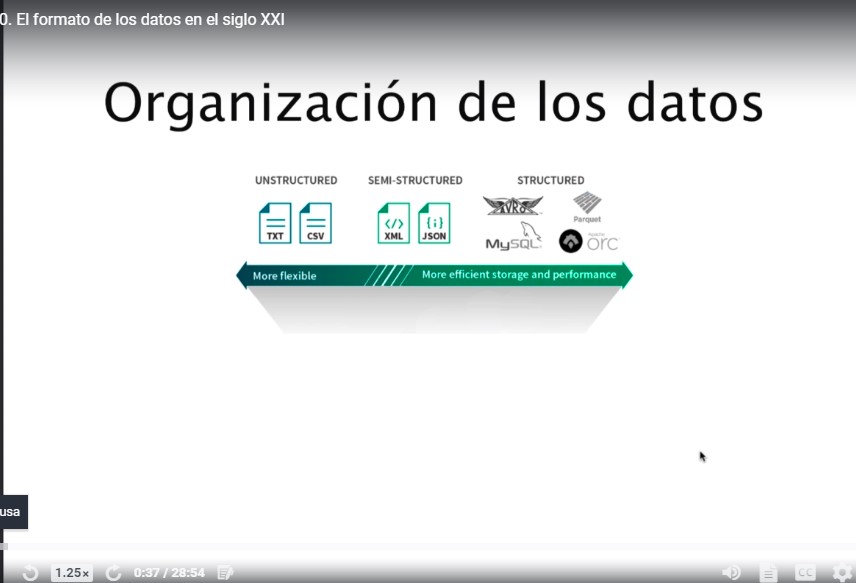 0. El formato de los datos en el siglo XXI
Organización de los datos
UNSTRUCTURED SEMI-STRUCTURED STRUCTURED
TXT CSV XML JSON AVRO Parquet
MySQL APACHE orc
More flexible More efficient storage and performance
usa
1.25× 0:37 / 28:54 CC